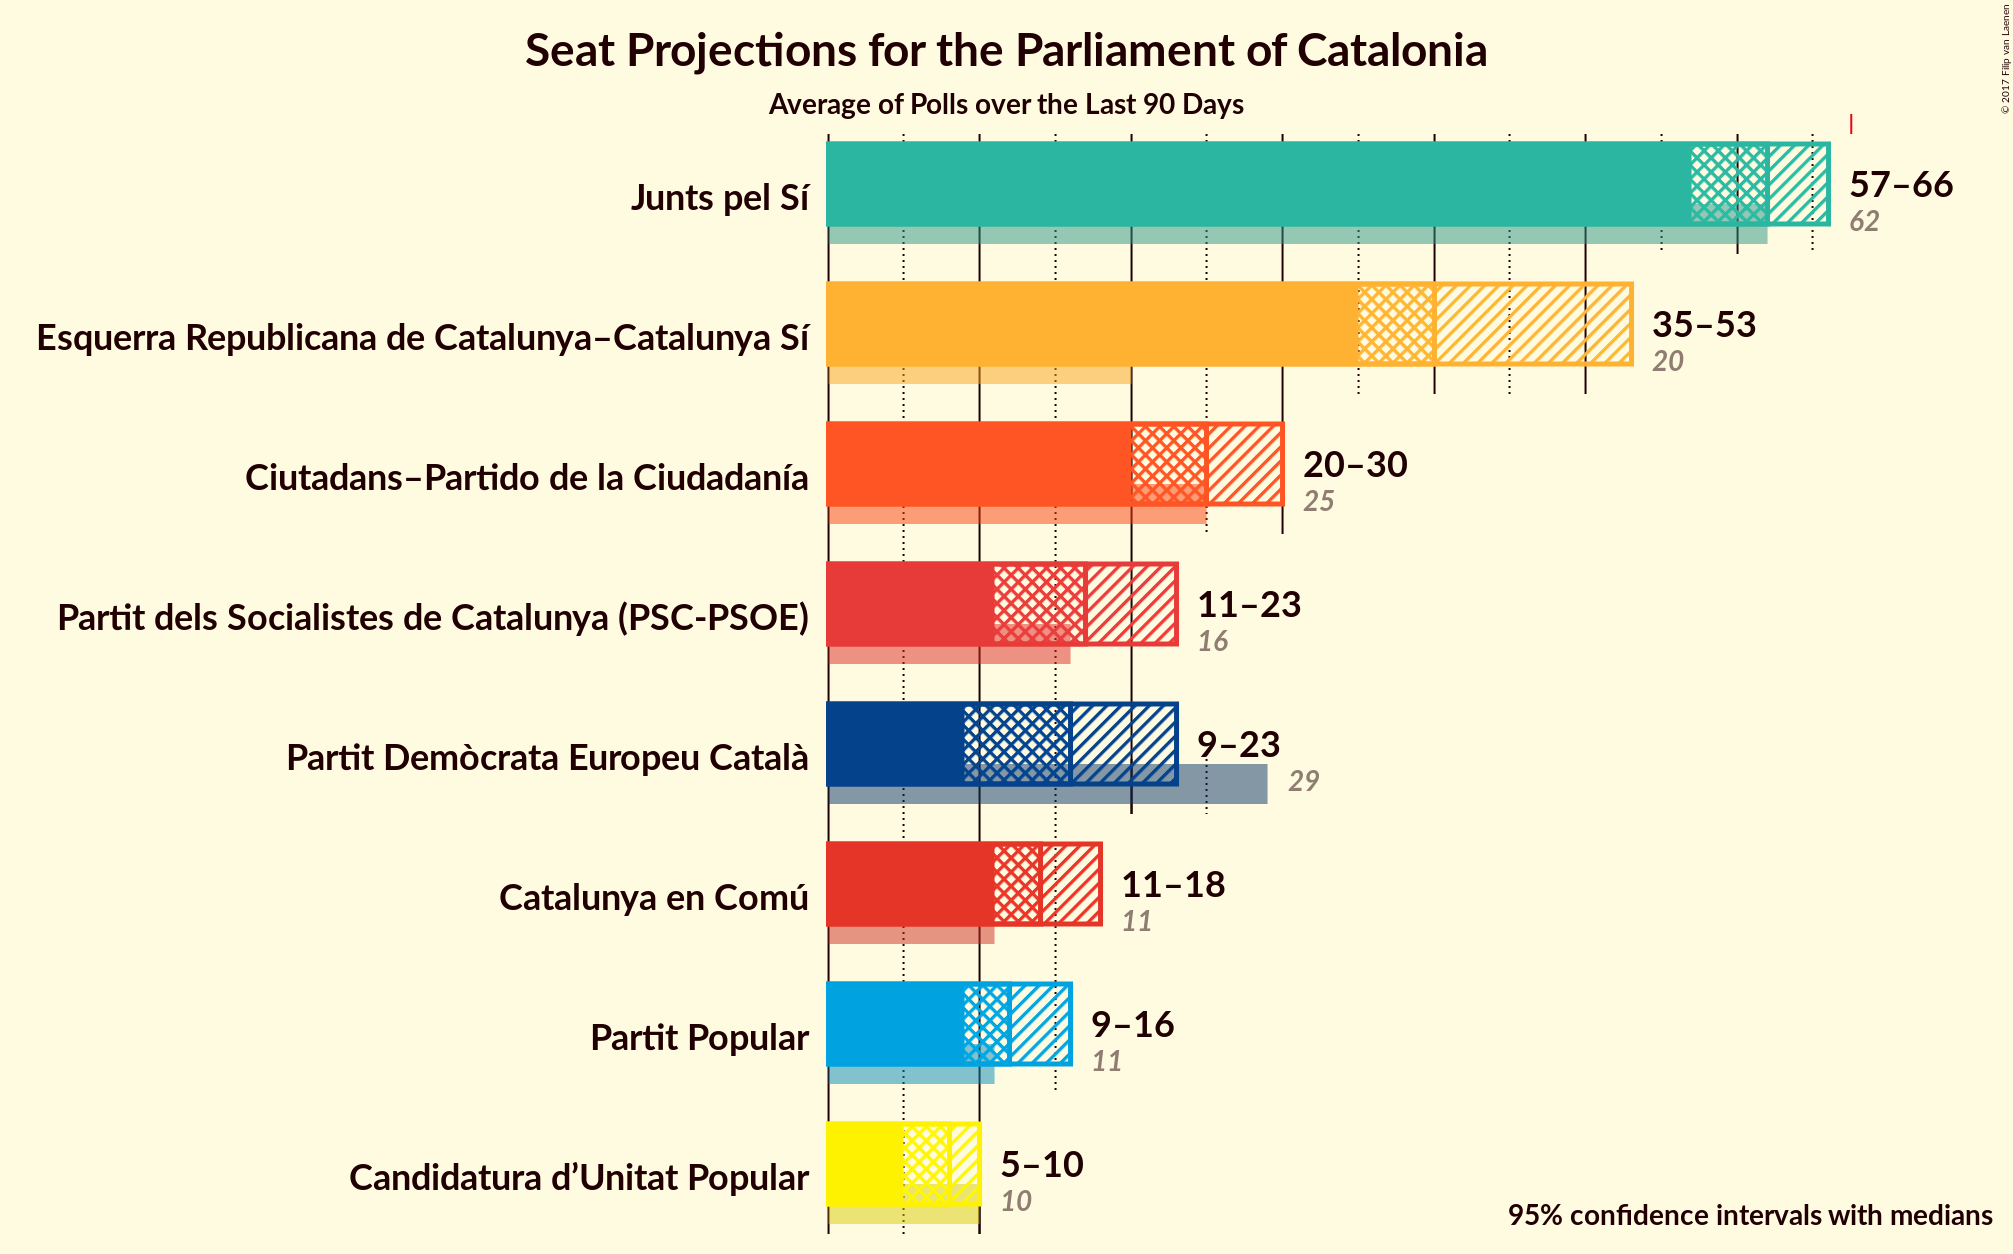 Seat Projections for the Parliament of Catalonia
Average of Polls over the Last 90 Days
© 2017 Filip van Laenen
Junts pel Sí
57–66
62
Esquerra Republicana de Catalunya–Catalunya Sí
35–53
20
Ciutadans–Partido de la Ciudadanía
20–30
25
Partit dels Socialistes de Catalunya (PSC-PSOE)
11–23
16
Partit Demòcrata Europeu Català
9–23
29
Catalunya en Comú
11–18
11
Partit Popular
9–16
11
Candidatura d’Unitat Popular
5–10
10
95% confidence intervals with medians